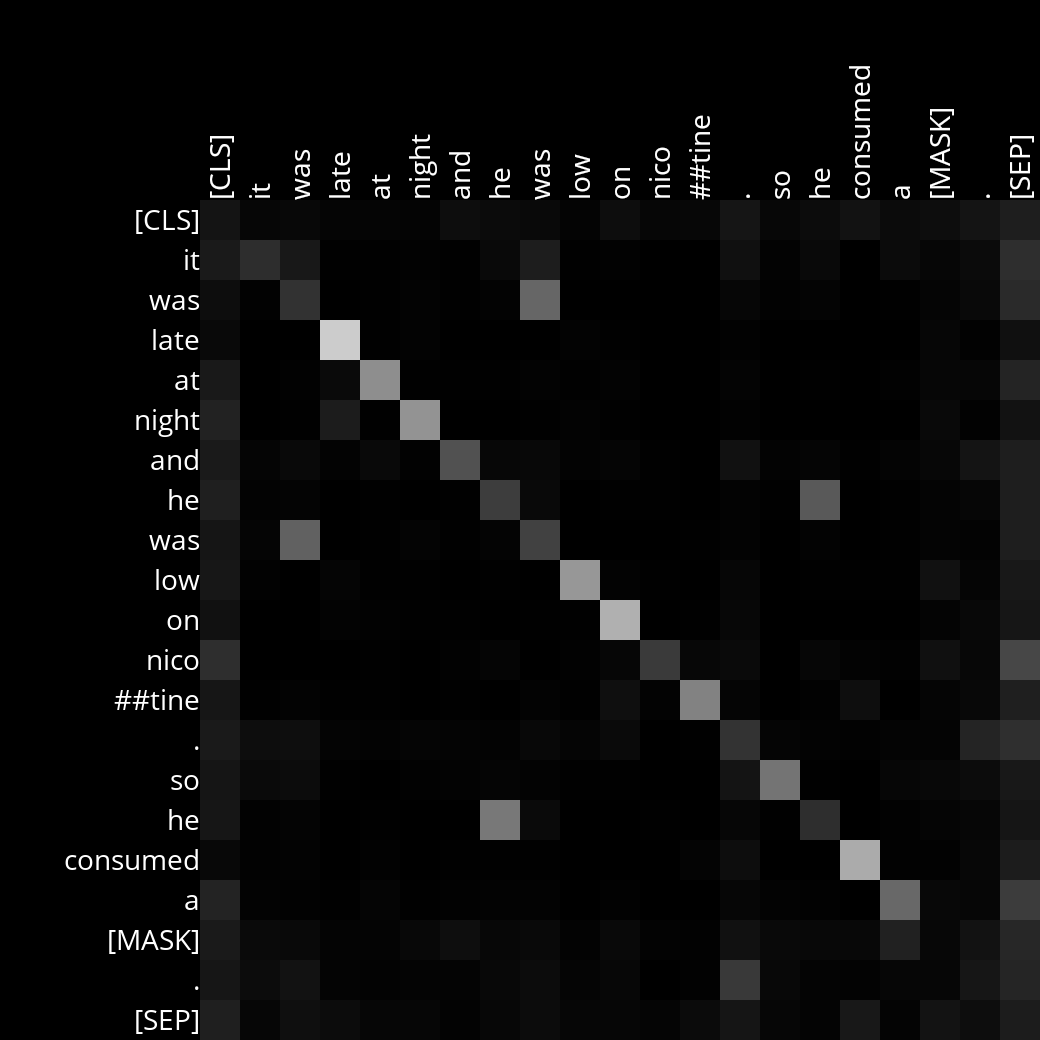 [CLS] it was late at night and he was low on nico ##tine . so he consumed a [MASK] . [SEP]
[CLS]
it
was
late
at
night
and
he
was
low
on
nico
##tine
.
so
he
consumed
a
[MASK]
.
[SEP]